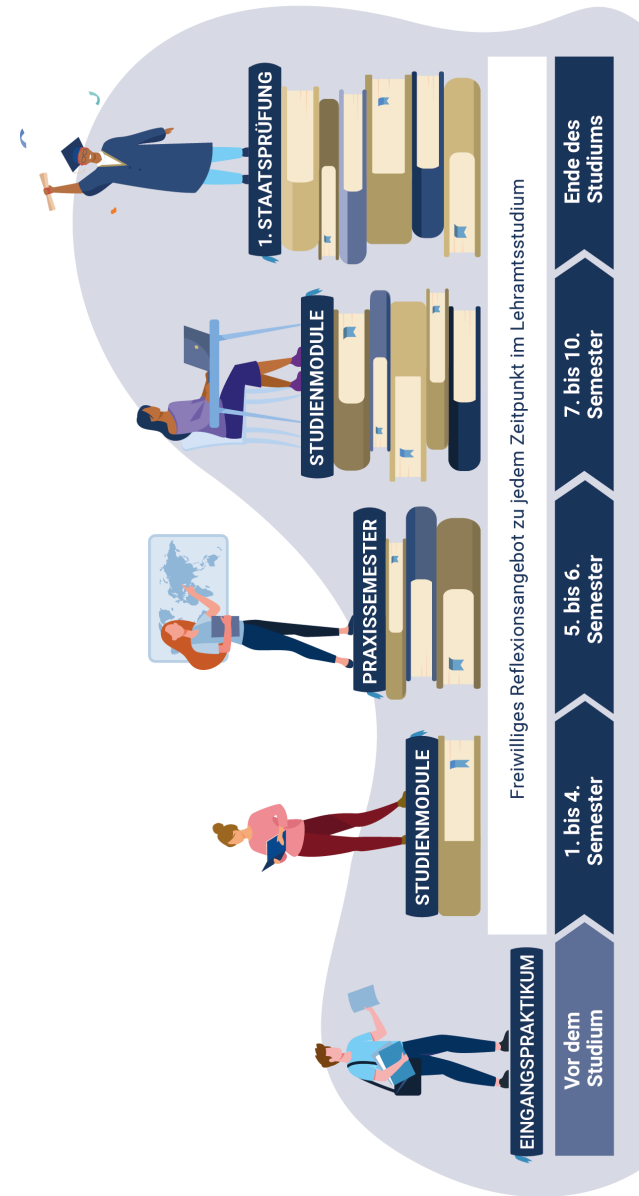 EINGANGSPRAKTIKUM
STUDIENMODULE
PRAXISSEMESTER
STUDIENMODULE
1. STAATSPRÜFUNG
Freiwilliges Reflexionsangebot zu jedem Zeitpunkt im Lehramtsstudium
Vor dem
Studium
1. bis 4.
Semester
5. bis 6.
Semester
7. bis 10.
Semester
Ende des
Studiums